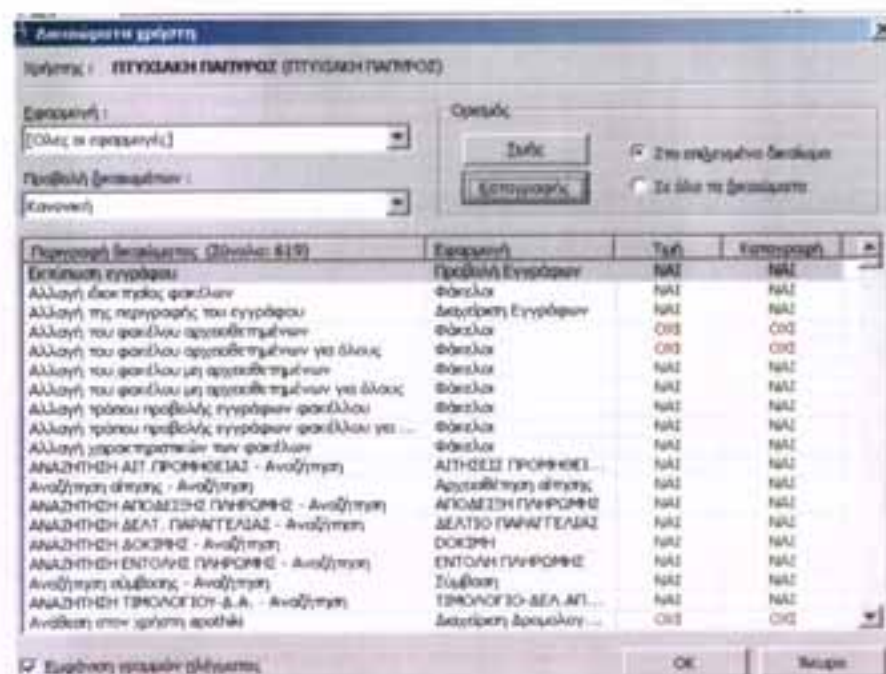 Δικαιώματα χρήστη
Χρήστης : ΠΤΥΧΙΑΚΗ ΠΑΠΥΡΟΣ (ΠΤΥΧΙΑΚΗ ΠΑΠΥΡΟΣ)
Εφαρμογή :
[Όλες οι εφαρμογές]
Προβολή δικαιωμάτων :
Κανονική
Ορισμός
Τιμής
Καταγραφής
Στο επιλεγμένο δικαίωμα
Σε όλα τα δικαιώματα
Περιγραφή δικαιώματος (Σύνολο: 619) Εφαρμογή Τιμή Καταγραφή
Εκτύπωση εγγράφου Προβολή Εγγράφων ΝΑΙ ΝΑΙ
Αλλαγή ιδιοκτησίας φακέλων Φάκελοι ΝΑΙ ΝΑΙ
Αλλαγή της περιγραφής του εγγράφου Διαχείριση Εγγράφων ΝΑΙ ΝΑΙ
Αλλαγή του φακέλου αρχειοθετημένων Φάκελοι ΟΧΙ ΟΧΙ
Αλλαγή του φακέλου αρχειοθετημένων για όλους Φάκελοι ΟΧΙ ΟΧΙ
Αλλαγή του φακέλου μη αρχειοθετημένων Φάκελοι ΝΑΙ ΝΑΙ
Αλλαγή του φακέλου μη αρχειοθετημένων για όλους Φάκελοι ΝΑΙ ΝΑΙ
Αλλαγή τρόπου προβολής εγγράφων φακέλλου Φάκελοι ΝΑΙ ΝΑΙ
Αλλαγή τρόπου προβολής εγγράφων φακέλλου για ... Φάκελοι ΝΑΙ ΝΑΙ
Αλλαγή χαρακτηριστικών των φακέλων Φάκελοι ΝΑΙ ΝΑΙ
ΑΝΑΖΗΤΗΣΗ ΑΙΤ.ΠΡΟΜΗΘΕΙΑΣ - Αναζήτηση ΑΙΤΗΣΕΙΣ ΠΡΟΜΗΘΕΙ... ΝΑΙ ΝΑΙ
Αναζήτηση αίτησης - Αναζήτηση Αρχειοθέτηση αίτησης ΝΑΙ ΝΑΙ
ΑΝΑΖΗΤΗΣΗ ΑΠΟΔΕΙΞΗΣ ΠΛΗΡΩΜΗΣ - Αναζήτηση ΑΠΟΔΕΙΞΗ ΠΛΗΡΩΜΗΣ ΝΑΙ ΝΑΙ
ΑΝΑΖΗΤΗΣΗ ΔΕΛΤ. ΠΑΡΑΓΓΕΛΙΑΣ - Αναζήτηση ΔΕΛΤΙΟ ΠΑΡΑΓΓΕΛΙΑΣ ΝΑΙ ΝΑΙ
ΑΝΑΖΗΤΗΣΗ ΔΟΚΙΜΗΣ - Αναζήτηση DOKIMH ΝΑΙ ΝΑΙ
ΑΝΑΖΗΤΗΣΗ ΕΝΤΟΛΗΣ ΠΛΗΡΩΜΗΣ - Αναζήτηση ΕΝΤΟΛΗ ΠΛΗΡΩΜΗΣ ΝΑΙ ΝΑΙ
Αναζήτηση σύμβασης - Αναζήτηση Σύμβαση ΝΑΙ ΝΑΙ
ΑΝΑΖΗΤΗΣΗ ΤΙΜΟΛΟΓΙΟΥ-Δ.Α. - Αναζήτηση ΤΙΜΟΛΟΓΙΟ-ΔΕΛ.ΑΠ... ΝΑΙ ΝΑΙ
Ανάθεση στον χρήστη apothiki Διαχείριση Δρομολογ... ΟΧΙ ΟΧΙ
Εμφάνιση γραμμών πλέγματος
OK
Άκυρο